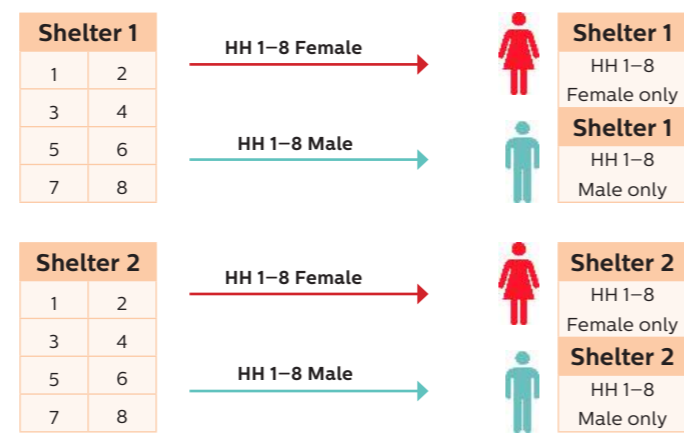 Shelter 1
1 2
3 4
5 6
7 8
HH 1–8 Female
HH 1–8 Male
Shelter 1
HH 1–8
Female only
Shelter 1
HH 1–8
Male only
Shelter 2
1 2
3 4
5 6
7 8
HH 1–8 Female
HH 1–8 Male
Shelter 2
HH 1–8
Female only
Shelter 2
HH 1–8
Male only